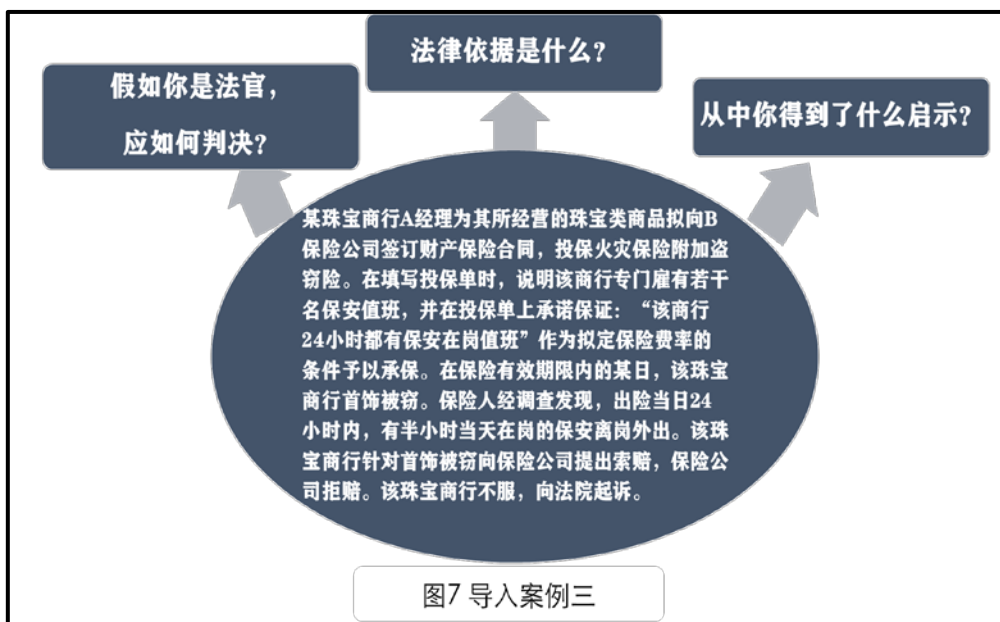 法律依据是什么？
假如你是法官，
应如何判决？
从中你得到了什么启示？
某珠宝商行A经理为其所经营的珠宝类商品拟向B
保险公司签订财产保险合同，投保火灾保险附加盗
窃险。在填写投保单时，说明该商行专门雇有若干
名保安值班，并在投保单上承诺保证：“该商行
24小时都有保安在岗值班”作为拟定保险费率的
条件予以承保。在保险有效期限内的某日，该珠宝
商行首饰被窃。保险人经调查发现，出险当日24
小时内，有半小时当天在岗的保安离岗外出。该珠
宝商行针对首饰被窃向保险公司提出索赔，保险公
司拒赔。该珠宝商行不服，向法院起诉。
图7 导入案例三